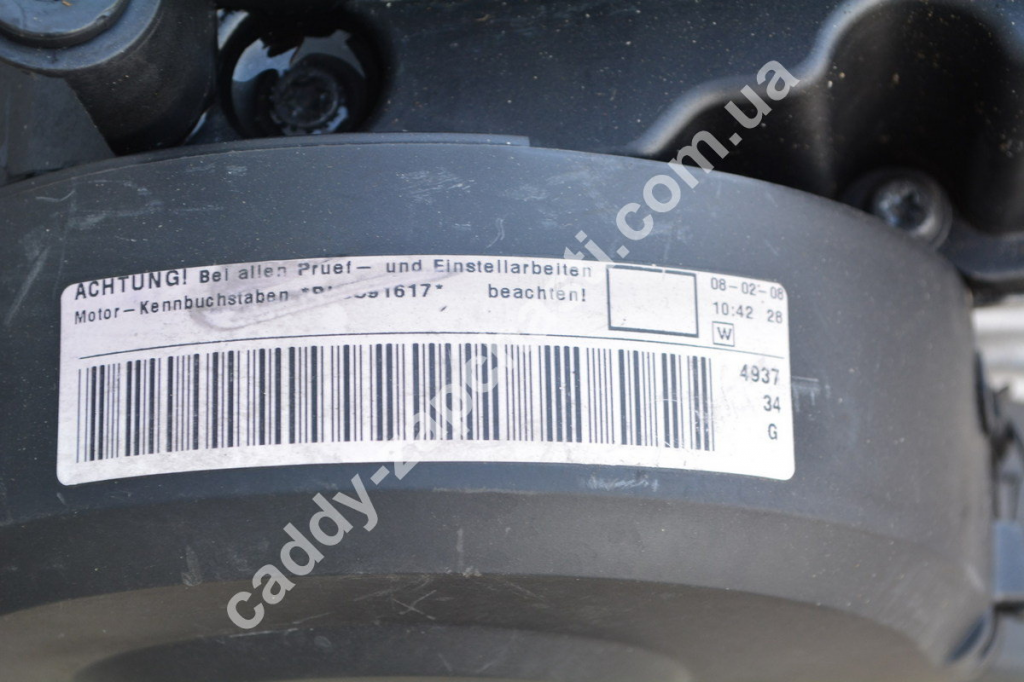 ACHTUNG! Bei allen Pruef- und Einstellarbeiten
Motor-Kennbuchstaben beachten!
08-02-08
10:42 28
W
4937
34
G
caddy-zapchasti.com.ua